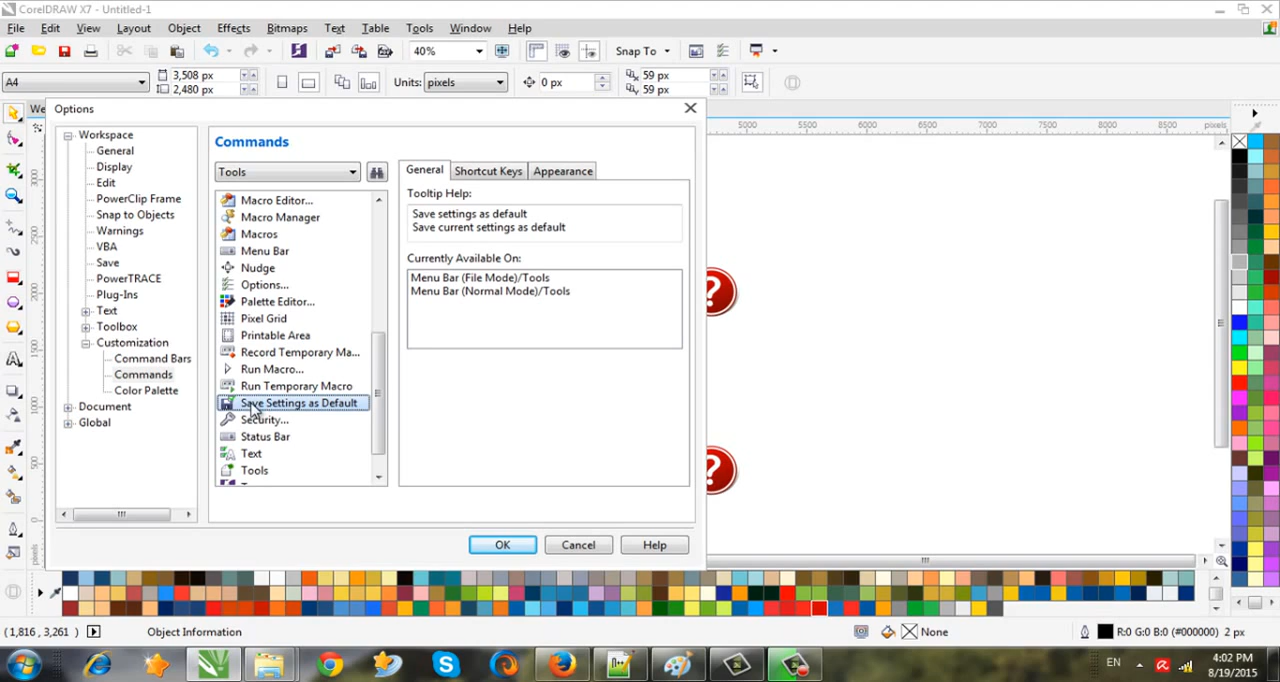 CorelDRAW X7 - Untitled-1
File Edit View Layout Object Effects Bitmaps Text Table Tools Window Help
40% Snap To
A4 3,508 px 2,480 px Units: pixels 0 px 59 px 59 px
We
Options
5000 5500 6000 6500 7000 7500 8000 8500 pixels
Workspace
General
Display
Edit
PowerClip Frame
Snap to Objects
Warnings
VBA
Save
PowerTRACE
Plug-Ins
Text
Toolbox
Customization
Command Bars
Commands
Color Palette
Document
Global
Commands
Tools
Macro Editor...
Macro Manager
Macros
Menu Bar
Nudge
Options...
Palette Editor...
Pixel Grid
Printable Area
Record Temporary Ma...
Run Macro...
Run Temporary Macro
Save Settings as Default
Security...
Status Bar
Text
Tools
General Shortcut Keys Appearance
Tooltip Help:
Save settings as default
Save current settings as default
Currently Available On:
Menu Bar (File Mode)/Tools
Menu Bar (Normal Mode)/Tools
OK Cancel Help
?
?
(1,816 , 3,261) Object Information None R:0 G:0 B:0 (#000000) 2 px
EN 4:02 PM
8/19/2015